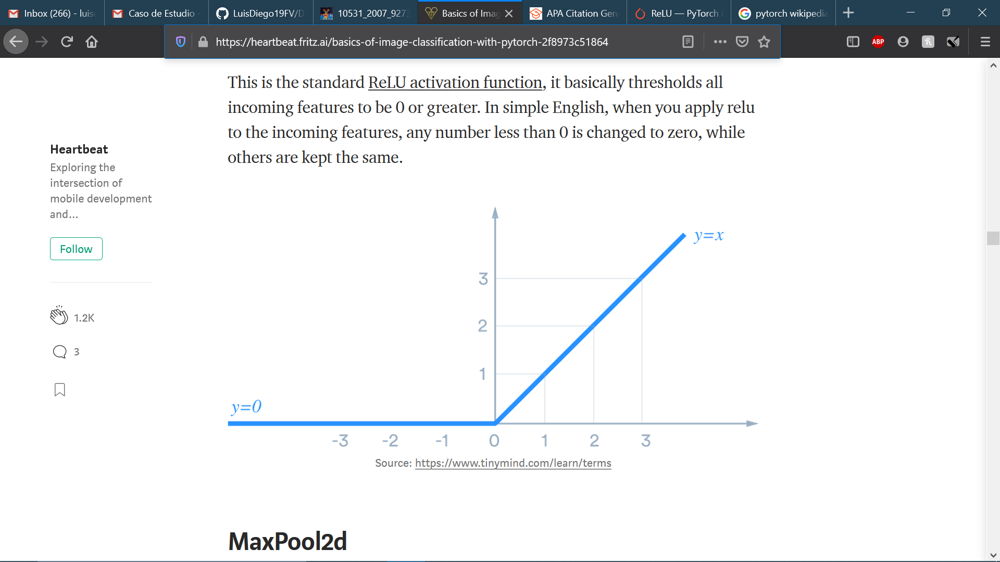 Inbox (266) - luisd
Caso de Estudio -
LuisDiego19FV/D
10531_2007_9273
Basics of Imag
APA Citation Gen
ReLU — PyTorch
pytorch wikipedia
https://heartbeat.fritz.ai/basics-of-image-classification-with-pytorch-2f8973c51864
ABP
h
This is the standard ReLU activation function, it basically thresholds all
incoming features to be 0 or greater. In simple English, when you apply relu
to the incoming features, any number less than 0 is changed to zero, while
others are kept the same.
Heartbeat
Exploring the
intersection of
mobile development
and...
Follow
1.2K
3
y=x
3
2
1
y=0
-3 -2 -1 0 1 2 3
Source: https://www.tinymind.com/learn/terms
MaxPool2d